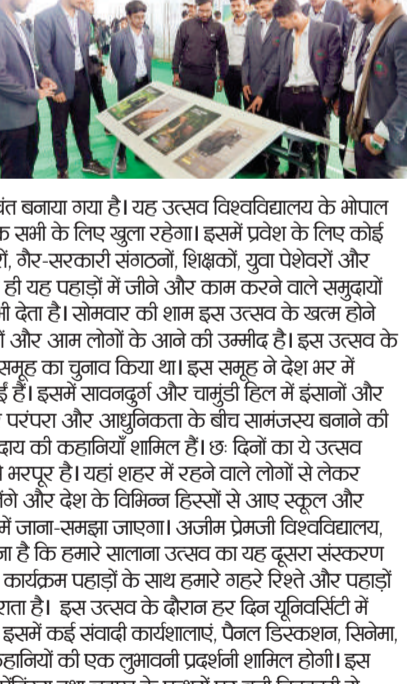 बनाया गया है। यह उत्सव विश्वविद्यालय के भोपाल
सभी के लिए खुला रहेगा। इसमें प्रवेश के लिए कोई
गैर-सरकारी संगठनों, शिक्षकों, युवा पेशेवरों और
ही यह पहाड़ों में जीने और काम करने वाले समुदायों
देता है। सोमवार की शाम इस उत्सव के खत्म होने
और आम लोगों के आने की उम्मीद है। इस उत्सव के
समूह का चुनाव किया था। इस समूह ने देश भर में
हैं। इसमें सावनदुर्ग और चामुंडी हिल में इंसानों और
परंपरा और आधुनिकता के बीच सामंजस्य बनाने की
की कहानियाँ शामिल हैं। छः दिनों का ये उत्सव
भरपूर है। यहां शहर में रहने वाले लोगों से लेकर
और देश के विभिन्न हिस्सों से आए स्कूल और
में जाना-समझा जाएगा। अजीम प्रेमजी विश्वविद्यालय,
है कि हमारे सालाना उत्सव का यह दूसरा संस्करण
कार्यक्रम पहाड़ों के साथ हमारे गहरे रिश्ते और पहाड़ों
है। इस उत्सव के दौरान हर दिन यूनिवर्सिटी में
इसमें कई संवादी कार्यशालाएं, पैनल डिस्कशन, सिनेमा,
की एक लुभावनी प्रदर्शनी शामिल होगी। इस